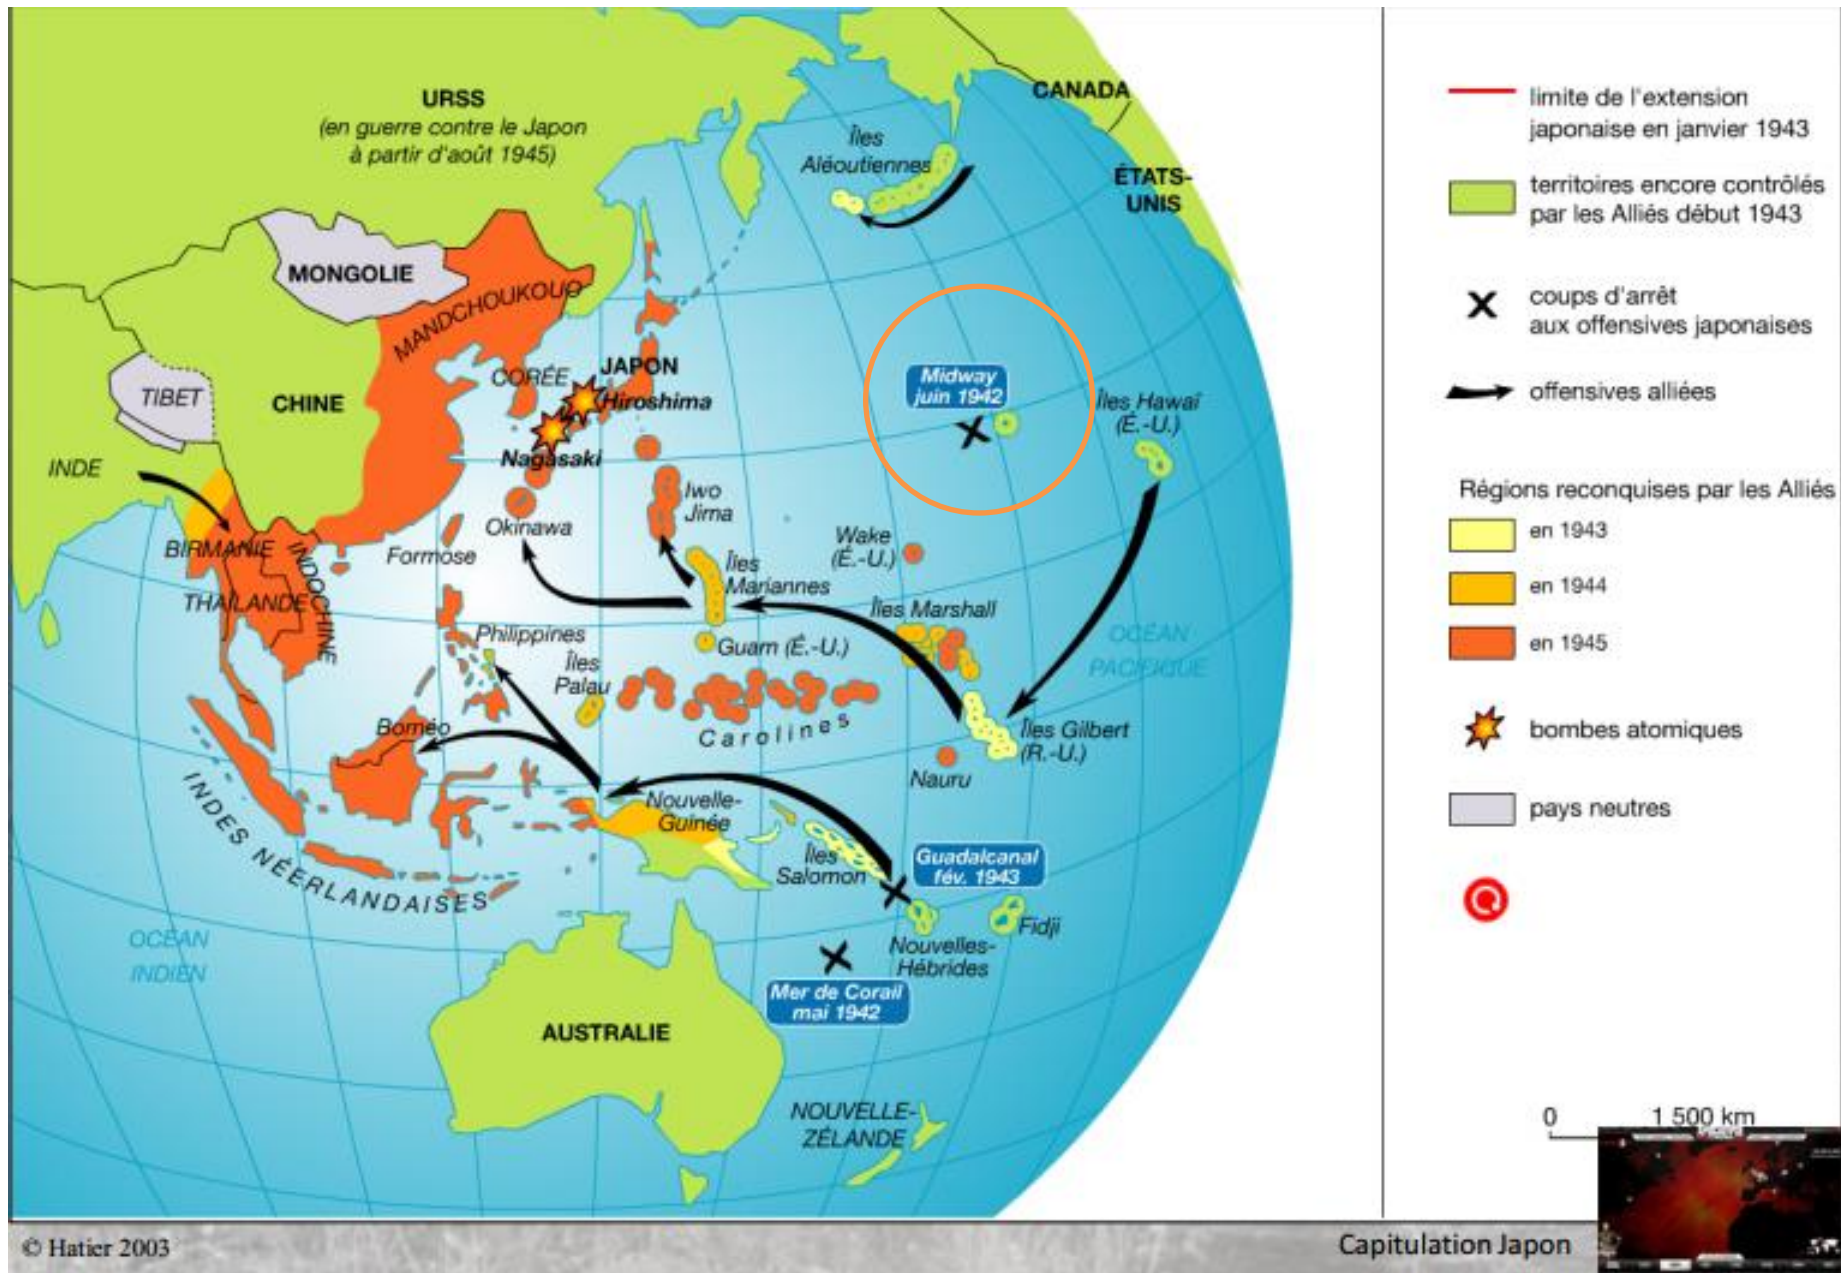 URSS
(en guerre contre le Japon
à partir d'août 1945)
CANADA
Îles
Aléoutiennes
ÉTATS-
UNIS
MONGOLIE
MANDCHOUKOUO
TIBET
CHINE
CORÉE
JAPON
Hiroshima
Nagasaki
Midway
juin 1942
Îles Hawaï
(É.-U.)
INDE
Iwo
Jima
Okinawa
BIRMANIE
Formose
INDOCHINE
Wake
(É.-U.)
Îles
Mariannes
THAÏLANDE
Îles Marshall
Philippines
Guam (É.-U.)
OCÉAN
PACIFIQUE
Îles
Palau
Bornéo
Carolines
Îles Gilbert
(R.-U.)
Nauru
INDES NÉERLANDAISES
Nouvelle-
Guinée
Îles
Salomon
Guadalcanal
fév. 1943
Fidji
Nouvelles-
Hébrides
OCÉAN
INDIEN
Mer de Corail
mai 1942
AUSTRALIE
NOUVELLE-
ZÉLANDE
limite de l'extension
japonaise en janvier 1943
territoires encore contrôlés
par les Alliés début 1943
coups d'arrêt
aux offensives japonaises
offensives alliées
Régions reconquises par les Alliés
en 1943
en 1944
en 1945
bombes atomiques
pays neutres
0 1 500 km
© Hatier 2003
Capitulation Japon